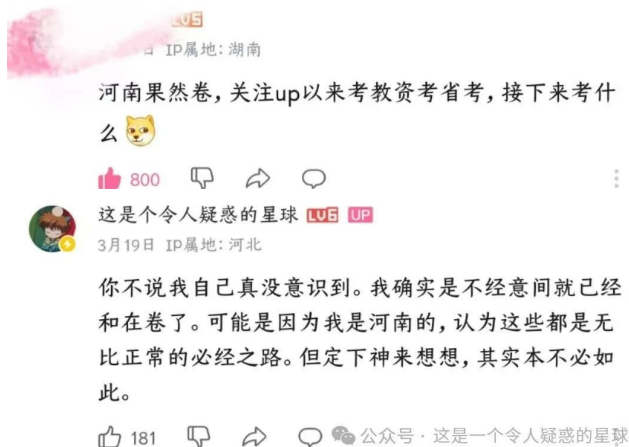 LV5
日 IP属地：湖南
河南果然卷，关注up以来考教资考省考，接下来考什
么
800
这是个令人疑惑的星球 LV6 UP
3月19日 IP属地：河北
你不说我自己真没意识到。我确实是不经意间就已经
和在卷了。可能是因为我是河南的，认为这些都是无
比正常的必经之路。但定下神来想想，其实本不必如
此。
181
公众号 · 这是一个令人疑惑的星球